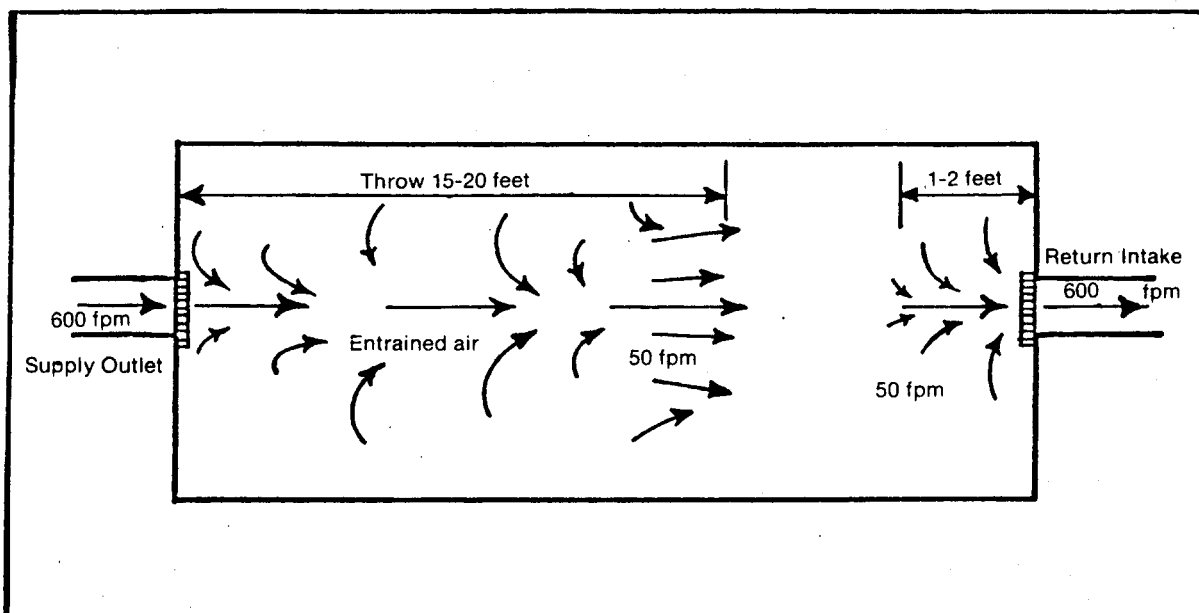 Throw 15-20 feet
1-2 feet
Return Intake
600 fpm
600 fpm
Supply Outlet
Entrained air
50 fpm
50 fpm